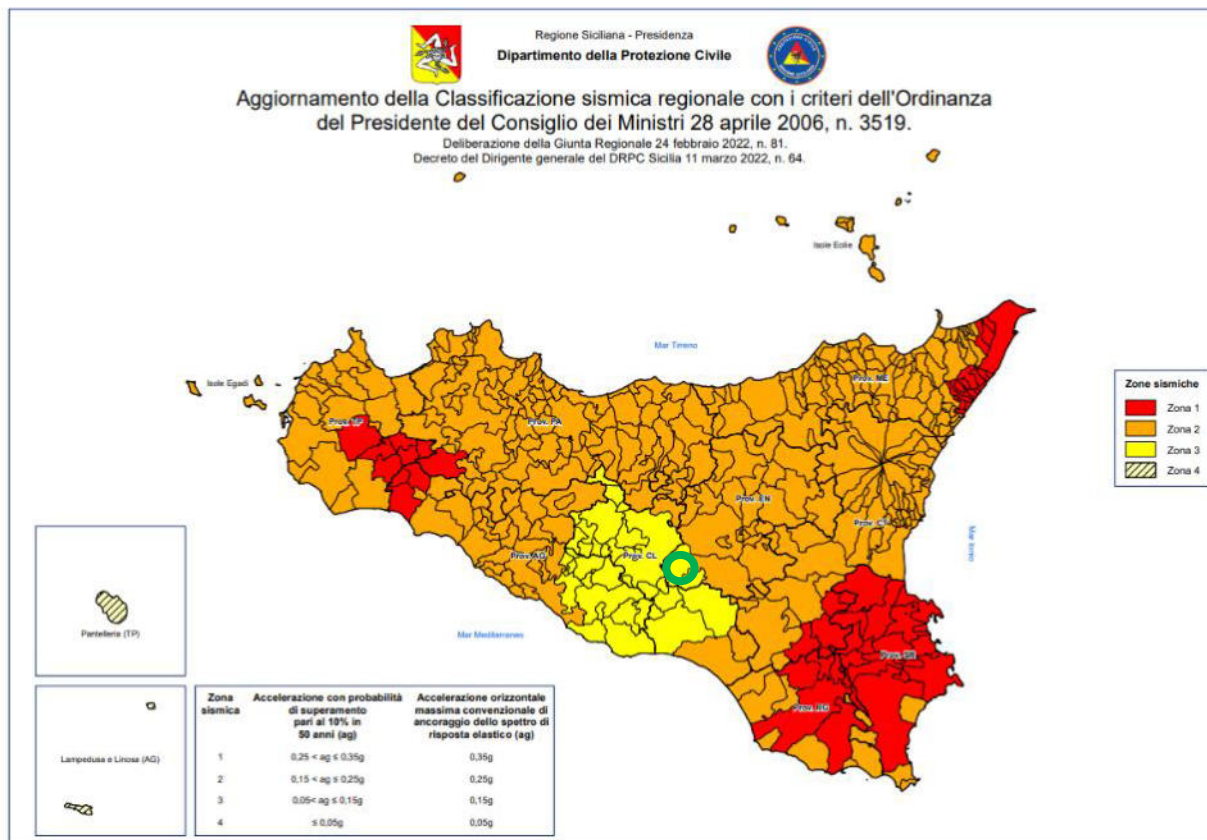 Regione Siciliana - Presidenza
Dipartimento della Protezione Civile
Aggiornamento della Classificazione sismica regionale con i criteri dell'Ordinanza
del Presidente del Consiglio dei Ministri 28 aprile 2006, n. 3519.
Deliberazione della Giunta Regionale 24 febbraio 2022, n. 81.
Decreto del Dirigente generale del DRPC Sicilia 11 marzo 2022, n. 64.
Isole Eolie
Mar Tirreno
Isole Egadi
Prov. ME
Prov. TP
Prov. PA
Prov. EN
Prov. CT
Mar Ionio
Prov. AG
Prov. CL
Mar Mediterraneo
Prov. SR
Prov. RG
Zone sismiche
Zona 1
Zona 2
Zona 3
Zona 4
Pantelleria (TP)
Lampedusa e Linosa (AG)
Zona sismica
Accelerazione con probabilità di superamento pari al 10% in 50 anni (ag)
Accelerazione orizzontale massima convenzionale di ancoraggio dello spettro di risposta elastico (ag)
1 0,25 < ag ≤ 0,35g 0,35g
2 0,15 < ag ≤ 0,25g 0,25g
3 0,05< ag ≤ 0,15g 0,15g
4 ≤ 0,05g 0,05g